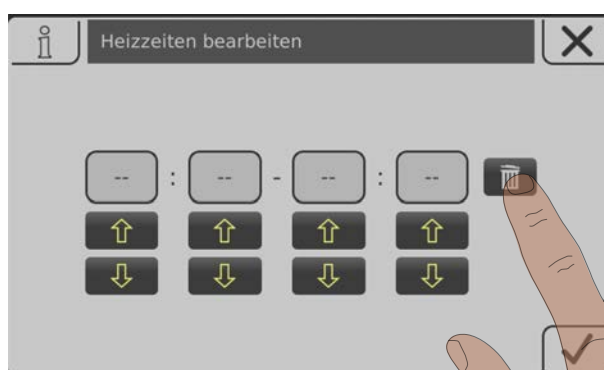 Heizzeiten bearbeiten
-- : -- - -- : --